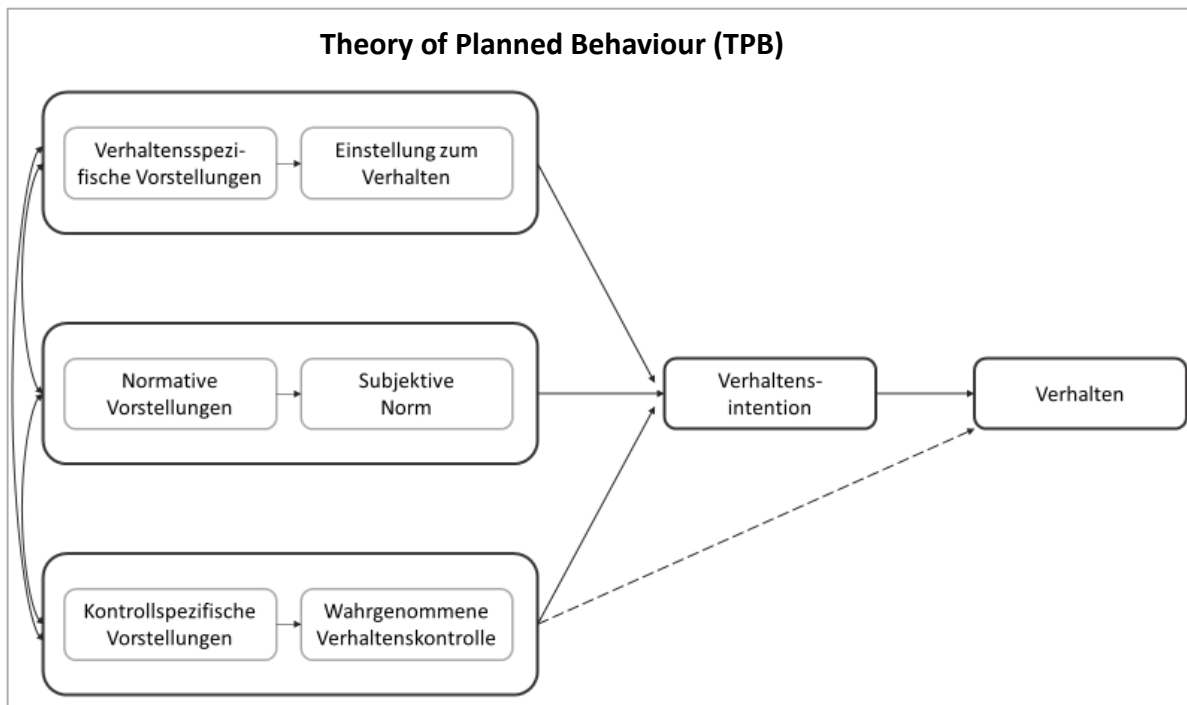 Theory of Planned Behaviour (TPB)
Verhaltensspezi-
fische Vorstellungen
Einstellung zum
Verhalten
Normative
Vorstellungen
Subjektive
Norm
Verhaltens-
intention
Verhalten
Kontrollspezifische
Vorstellungen
Wahrgenommene
Verhaltenskontrolle